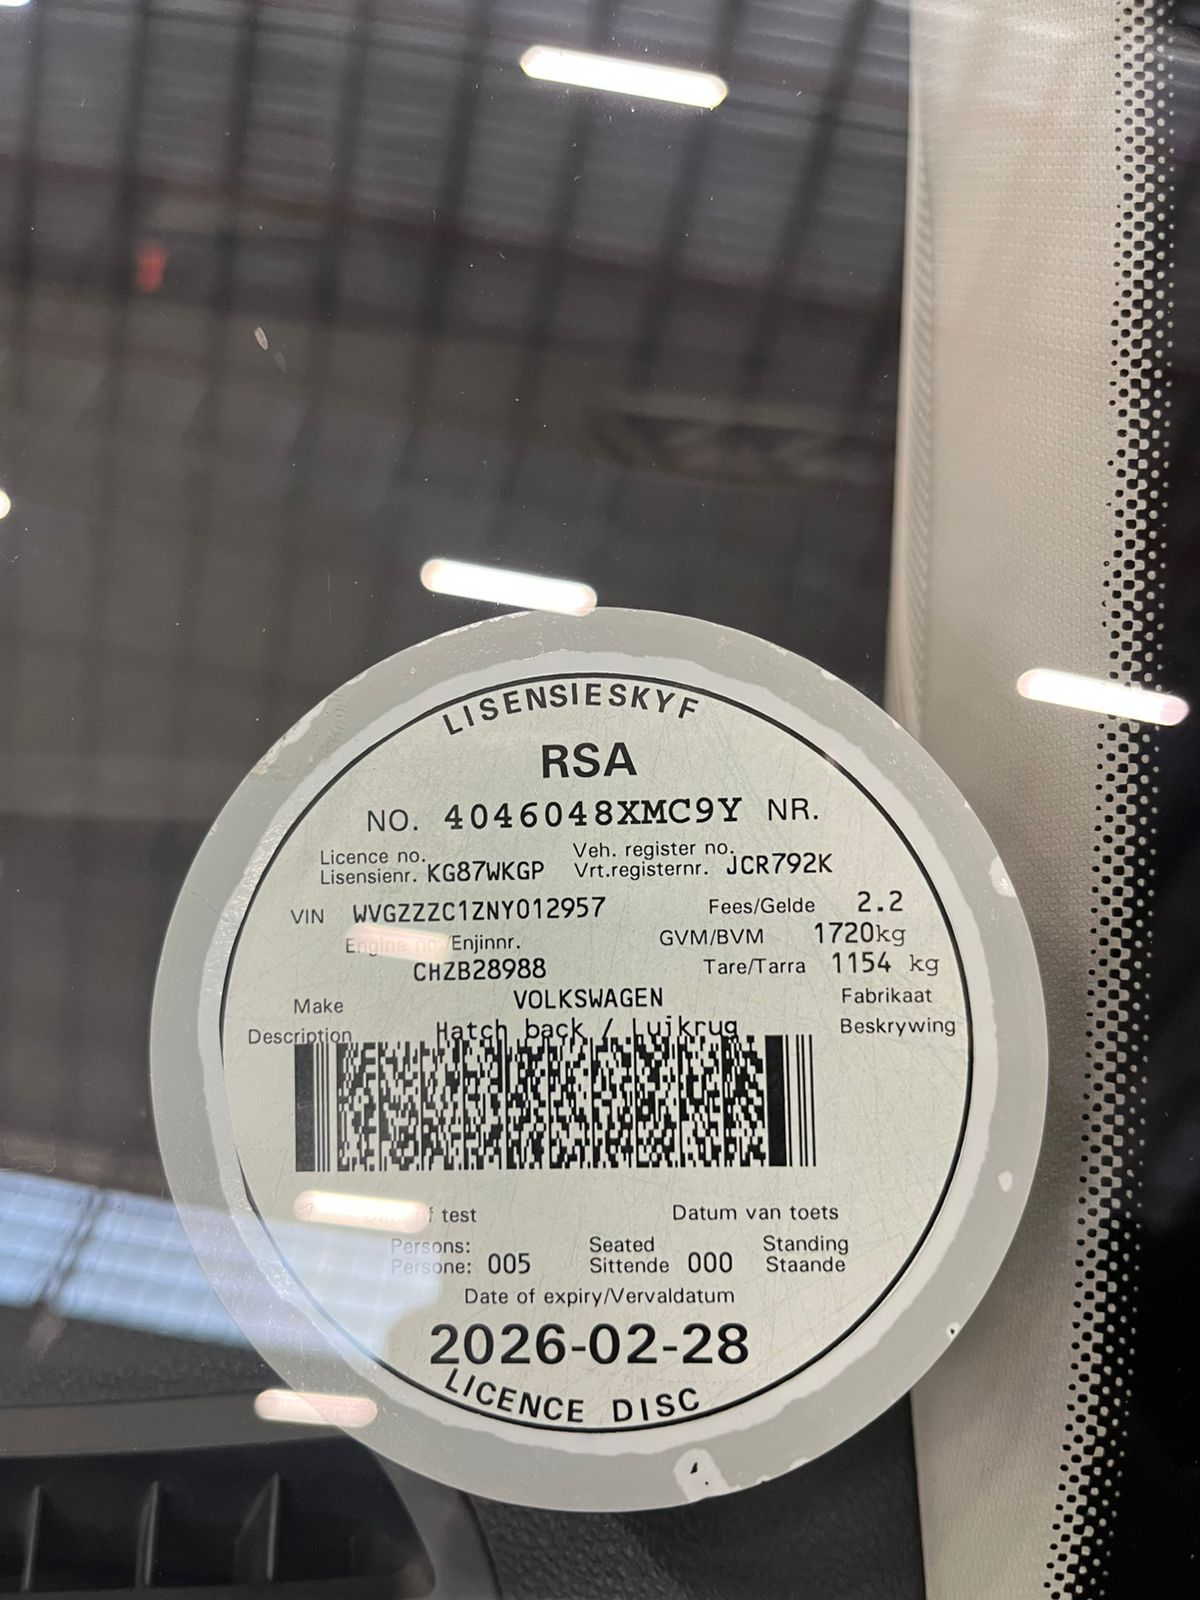 LISENSIESKYF
RSA
NO. 4046048XMC9Y NR.
Licence no. Veh. register no.
Lisensienr. KG87WKGP Vrt.registernr. JCR792K
VIN WVGZZZC1ZNY012957 Fees/Gelde 2.2
Engine no./Enjinnr. GVM/BVM 1720kg
CHZB28988 Tare/Tarra 1154 kg
Make VOLKSWAGEN Fabrikaat
Description Hatch back / Luikrug Beskrywing
Date of test Datum van toets
Persons: Seated Standing
Persone: 005 Sittende 000 Staande
Date of expiry/Vervaldatum
2026-02-28
LICENCE DISC